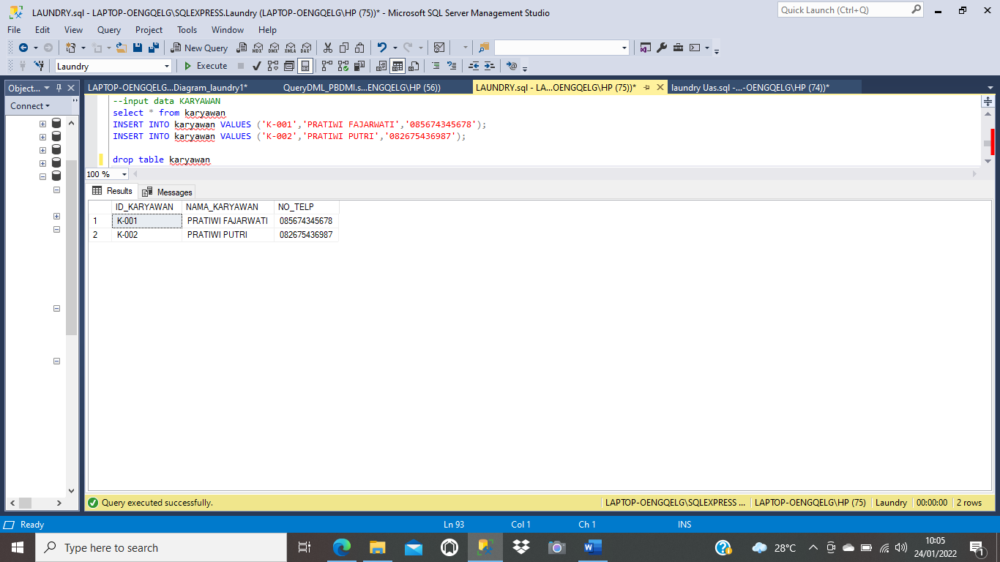 LAUNDRY.sql - LAPTOP-OENGQELG\SQLEXPRESS.Laundry (LAPTOP-OENGQELG\HP (75))* - Microsoft SQL Server Management Studio
Quick Launch (Ctrl+Q)
File Edit View Query Project Tools Window Help
New Query MDX DMX XMLA DAX
Laundry Execute
Object...
LAPTOP-OENGQELG...Diagram_laundry1* QueryDML_PBDMI.s...ENGQELG\HP (56)) LAUNDRY.sql - LA...OENGQELG\HP (75))* laundry Uas.sql -...-OENGQELG\HP (74))*
Connect
--input data KARYAWAN
select * from karyawan
INSERT INTO karyawan VALUES ('K-001','PRATIWI FAJARWATI','085674345678');
INSERT INTO karyawan VALUES ('K-002','PRATIWI PUTRI','082675436987');
drop table karyawan
100 %
Results Messages
ID_KARYAWAN NAMA_KARYAWAN NO_TELP
1 K-001 PRATIWI FAJARWATI 085674345678
2 K-002 PRATIWI PUTRI 082675436987
Query executed successfully. LAPTOP-OENGQELG\SQLEXPRESS ... LAPTOP-OENGQELG\HP (75) Laundry 00:00:00 2 rows
Ready Ln 93 Col 1 Ch 1 INS
Type here to search
28°C
10:05
24/01/2022
1